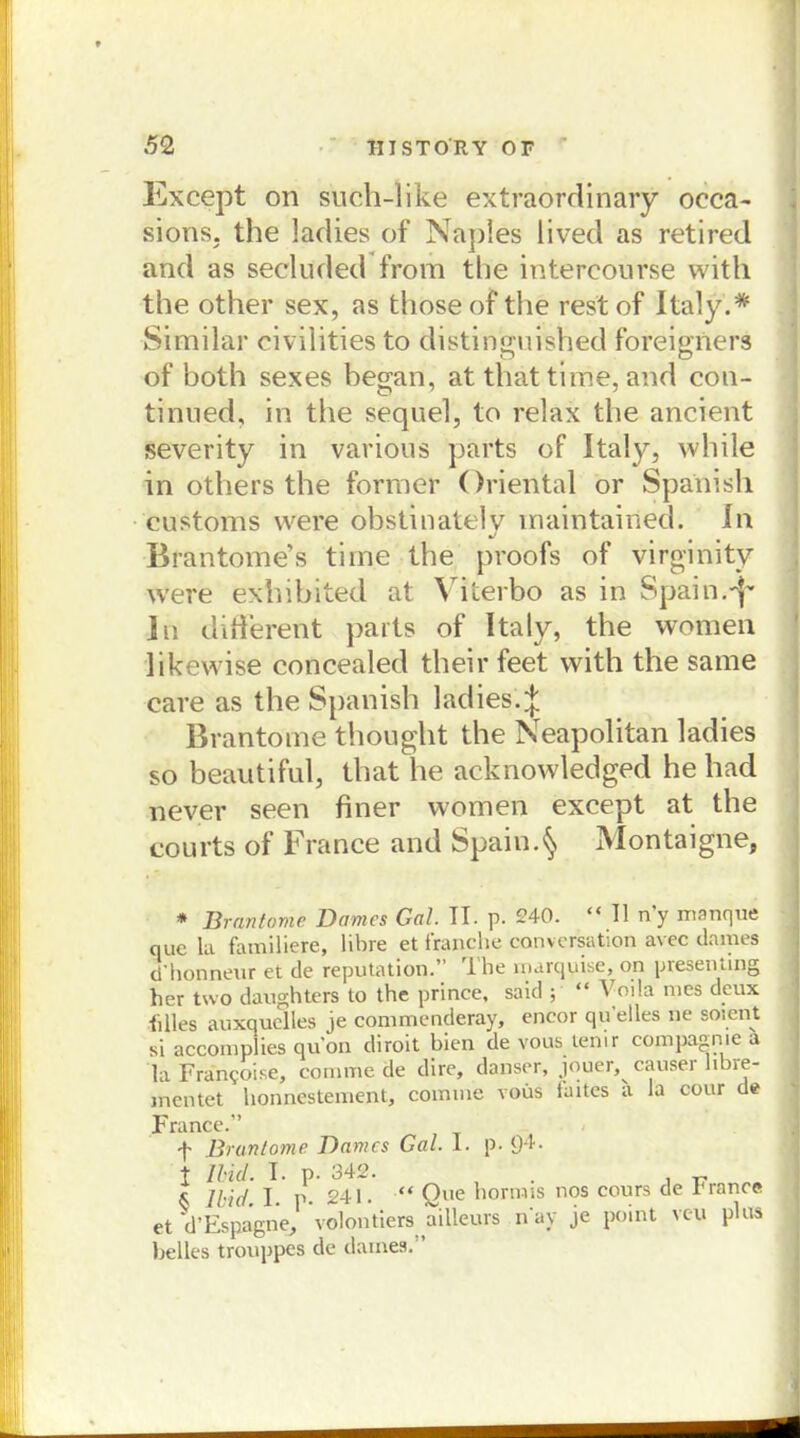 52 HISTORY OF
Except on such-like extraordinary occa-
sions, the ladies of Naples lived as retired
and as secluded from the intercourse with
the other sex, as those of the rest of Italy.*
Similar civilities to distinguished foreigners
of both sexes began, at that time, and con-
tinued, in the sequel, to relax the ancient
severity in various parts of Italy, while
in others the former Oriental or Spanish
customs were obstinately maintained. In
Brantome's time the proofs of virginity
were exhibited at Viterbo as in Spain.†
In different parts of Italy, the women
likewise concealed their feet with the same
care as the Spanish ladies.‡
Brantome thought the Neapolitan ladies
so beautiful, that he acknowledged he had
never seen finer women except at the
courts of France and Spain.§ Montaigne,
* Brantome Dames Gal. II. p. 240. “ Il n'y manque
que la familiere, libre et franche conversation avec dames
d'honneur et de reputation.” The marquise, on presenting
her two daughters to the prince, said ; “ Voila mes deux
filles auxquelles je commenderay, encor qu'elles ne soient
si accomplies qu'on diroit bien de vous tenir compagnie a
la Françoise, comme de dire, danser, jouer, causer libre-
mentet honnestement, comme vous faites à la cour de
France.”
† Brantome Dames Gal. I. p. 94.
‡ Ibid. I. p. 342.
§ Ibid. I. p. 241. “ Que hormis nos cours de France
et d'Espagne, volontiers ailleurs n'ay je point veu plus
belles trouppes de dames.”